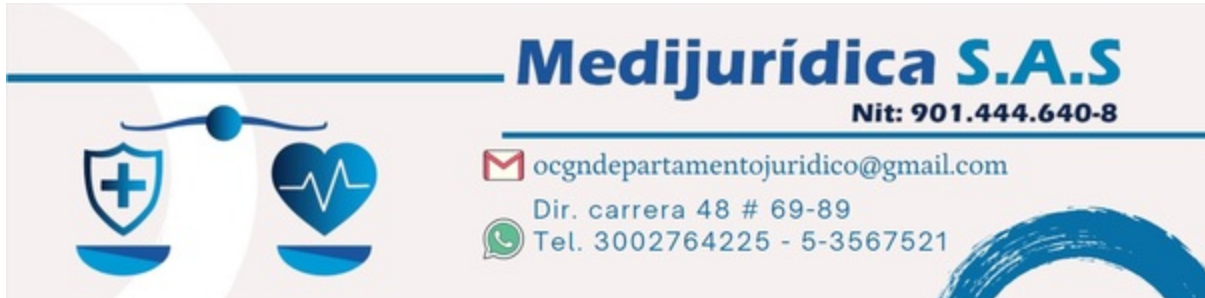 Medijurídica S.A.S
Nit: 901.444.640-8
ocgndepartamentojuridico@gmail.com
Dir. carrera 48 # 69-89
Tel. 3002764225 - 5-3567521